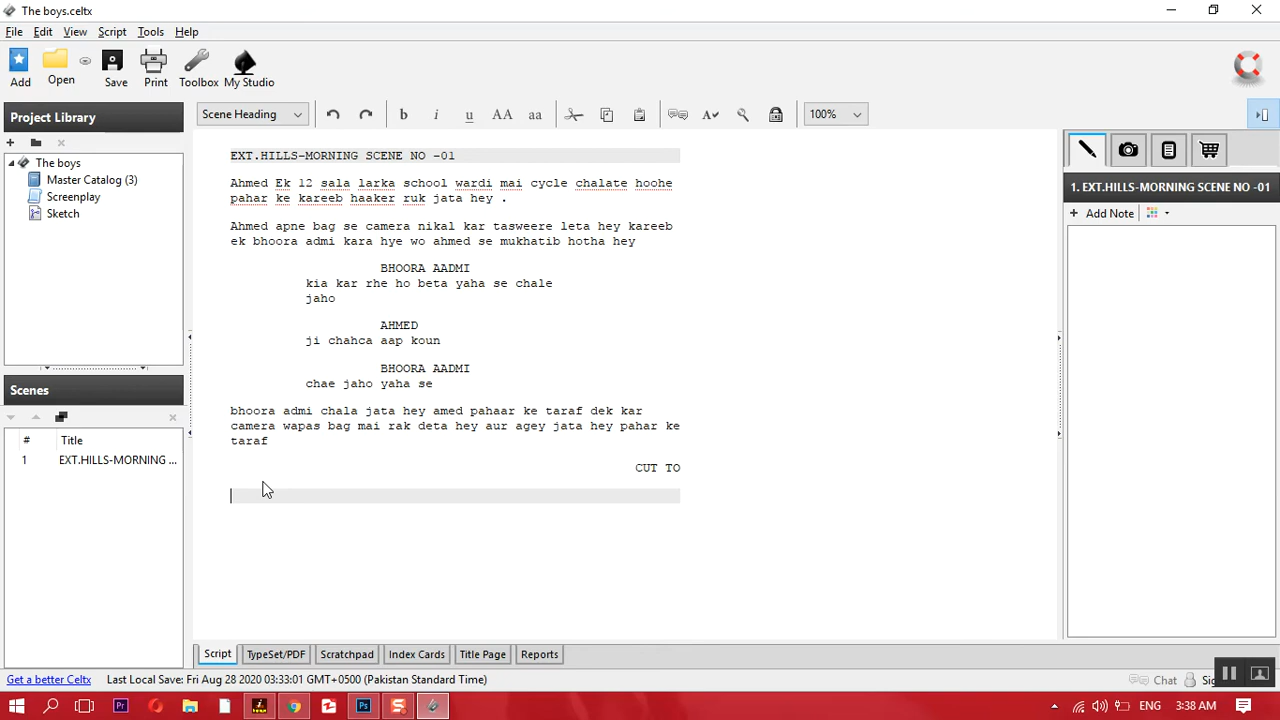 The boys.celtx
File Edit View Script Tools Help
Add Open Save Print Toolbox My Studio
Project Library
Scene Heading b i u AA aa 100%
The boys
Master Catalog (3)
Screenplay
Sketch
EXT.HILLS-MORNING SCENE NO -01
Ahmed Ek 12 sala larka school wardi mai cycle chalate hoohe
pahar ke kareeb haaker ruk jata hey .
Ahmed apne bag se camera nikal kar tasweere leta hey kareeb
ek bhoora admi kara hye wo ahmed se mukhatib hotha hey
BHOORA AADMI
kia kar rhe ho beta yaha se chale
jaho
AHMED
ji chahca aap koun
BHOORA AADMI
chae jaho yaha se
bhoora admi chala jata hey amed pahaar ke taraf dek kar
camera wapas bag mai rak deta hey aur agey jata hey pahar ke
taraf
CUT TO
1. EXT.HILLS-MORNING SCENE NO -01
Add Note
Scenes
# Title
1 EXT.HILLS-MORNING ...
Script TypeSet/PDF Scratchpad Index Cards Title Page Reports
Get a better Celtx Last Local Save: Fri Aug 28 2020 03:33:01 GMT+0500 (Pakistan Standard Time) Chat
Pr Ps ENG 3:38 AM